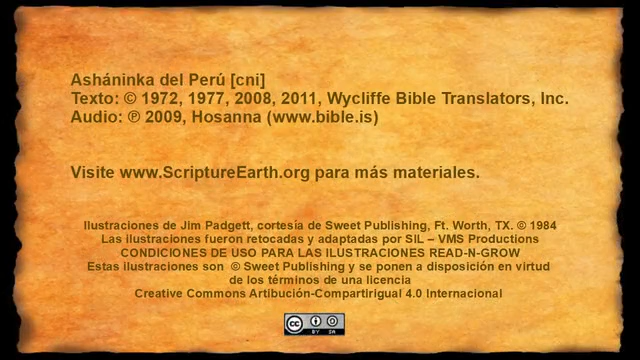 Asháninka del Perú [cni]
Texto: © 1972, 1977, 2008, 2011, Wycliffe Bible Translators, Inc.
Audio: ℗ 2009, Hosanna (www.bible.is)
Visite www.ScriptureEarth.org para más materiales.
Ilustraciones de Jim Padgett, cortesía de Sweet Publishing, Ft. Worth, TX. © 1984
Las ilustraciones fueron retocadas y adaptadas por SIL – VMS Productions
CONDICIONES DE USO PARA LAS ILUSTRACIONES READ-N-GROW
Estas ilustraciones son © Sweet Publishing y se ponen a disposición en virtud
de los términos de una licencia
Creative Commons Artibución-Compartirigual 4.0 Internacional
cc BY SA